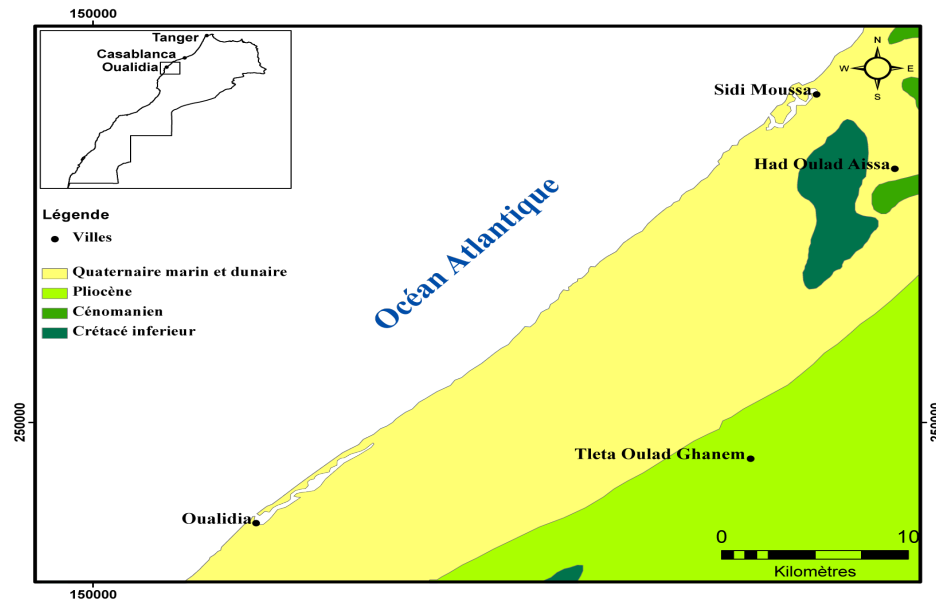 150000
Tanger
Casablanca
Oualidia
N
W E
S
Sidi Moussa
Had Oulad Aissa
Océan Atlantique
Légende
Villes
Quaternaire marin et dunaire
Pliocène
Cénomanien
Crétacé inferieur
250000
250000
Tleta Oulad Ghanem
Oualidia
0 10
Kilomètres
150000